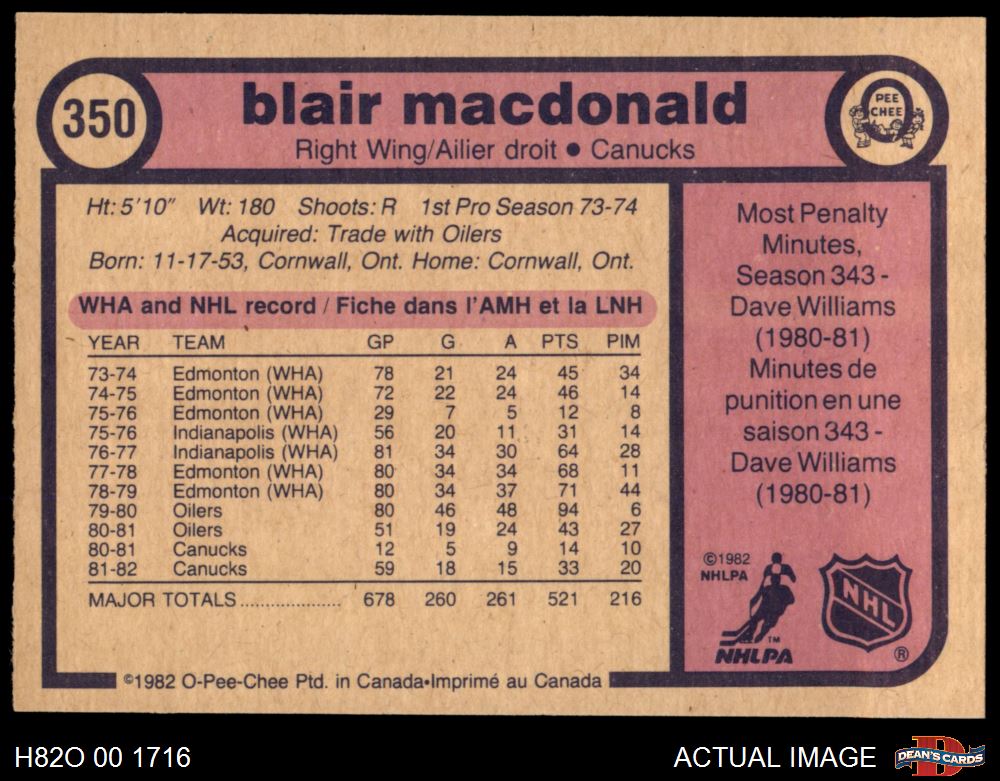 350
blair macdonald
PEE
CHEE
Right Wing/Ailier droit • Canucks
Ht: 5'10" Wt: 180 Shoots: R 1st Pro Season 73-74
Acquired: Trade with Oilers
Born: 11-17-53, Cornwall, Ont. Home: Cornwall, Ont.
WHA and NHL record / Fiche dans l'AMH et la LNH
YEAR TEAM GP G A PTS PIM
73-74 Edmonton (WHA) 78 21 24 45 34
74-75 Edmonton (WHA) 72 22 24 46 14
75-76 Edmonton (WHA) 29 7 5 12 8
75-76 Indianapolis (WHA) 56 20 11 31 14
76-77 Indianapolis (WHA) 81 34 30 64 28
77-78 Edmonton (WHA) 80 34 34 68 11
78-79 Edmonton (WHA) 80 34 37 71 44
79-80 Oilers 80 46 48 94 6
80-81 Oilers 51 19 24 43 27
80-81 Canucks 12 5 9 14 10
81-82 Canucks 59 18 15 33 20
MAJOR TOTALS.................... 678 260 261 521 216
©1982 O-Pee-Chee Ptd. in Canada•Imprimé au Canada
Most Penalty
Minutes,
Season 343 -
Dave Williams
(1980-81)
Minutes de
punition en une
saison 343 -
Dave Williams
(1980-81)
©1982
NHLPA
TM
NHLPA
NHL
®
H82O 00 1716
ACTUAL IMAGE
D
DEAN'S CARDS